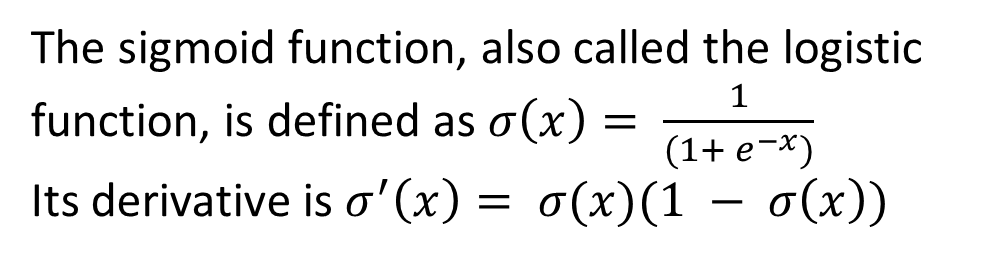 The sigmoid function, also called the logistic
function, is defined as 𝜎(𝑥) = 1/(1+ 𝑒^−𝑥)
Its derivative is 𝜎′(𝑥) = 𝜎(𝑥)(1 − 𝜎(𝑥))